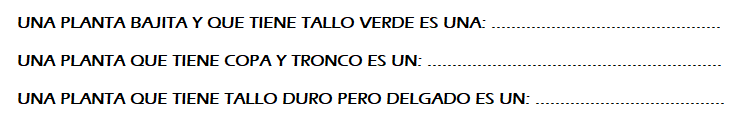 UNA PLANTA BAJITA Y QUE TIENE TALLO VERDE ES UNA: ..............................................
UNA PLANTA QUE TIENE COPA Y TRONCO ES UN: ...........................................................
UNA PLANTA QUE TIENE TALLO DURO PERO DELGADO ES UN: ......................................